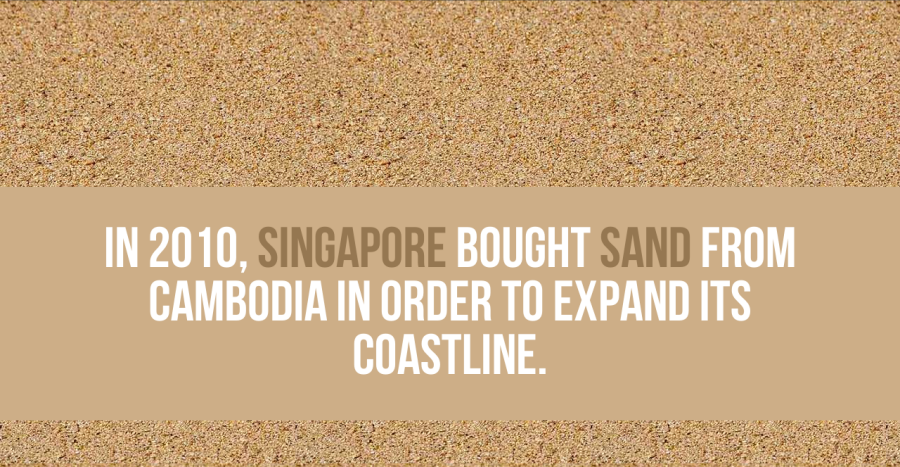 IN 2010, SINGAPORE BOUGHT SAND FROM
CAMBODIA IN ORDER TO EXPAND ITS
COASTLINE.